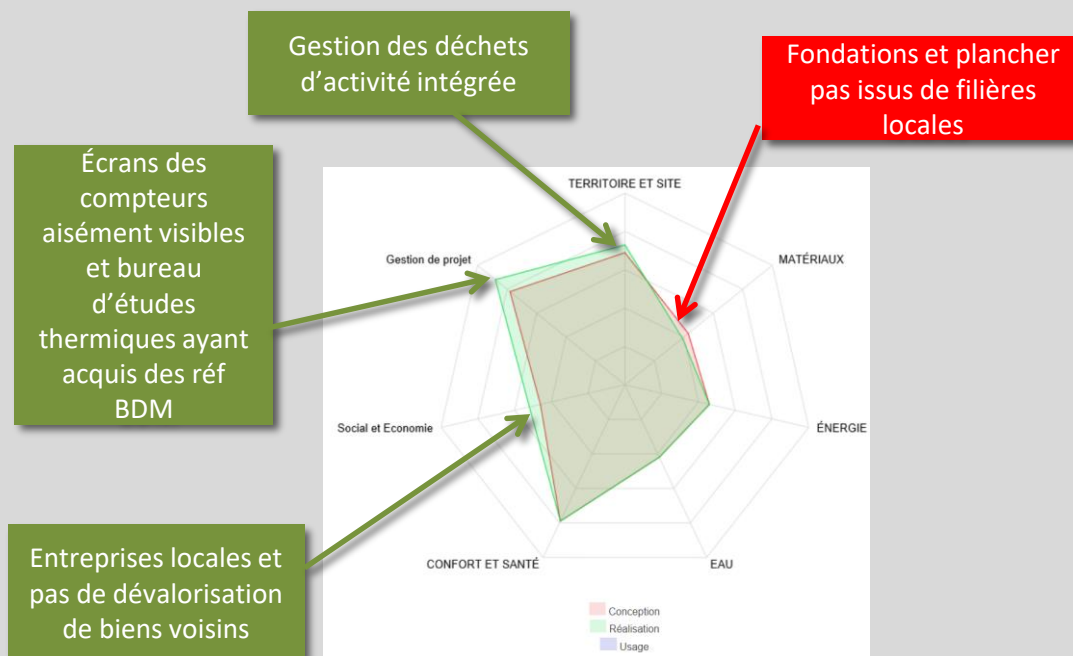 Gestion des déchets
d’activité intégrée
Fondations et plancher
pas issus de filières
locales
Écrans des
compteurs
aisément visibles
et bureau
d’études
thermiques ayant
acquis des réf
BDM
TERRITOIRE ET SITE
Gestion de projet
MATÉRIAUX
Social et Economie
ÉNERGIE
CONFORT ET SANTÉ
EAU
Entreprises locales et
pas de dévalorisation
de biens voisins
Conception
Réalisation
Usage